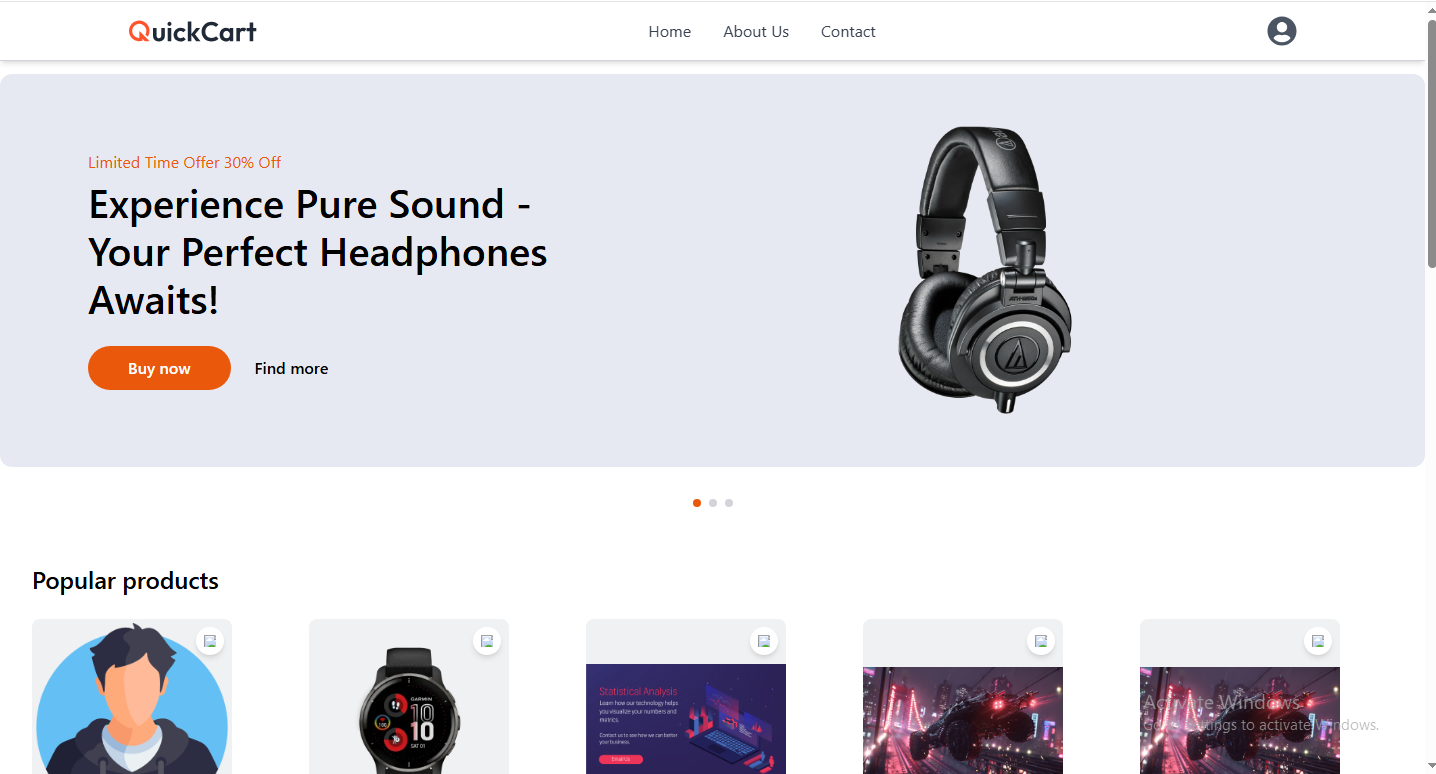 QuickCart
Home
About Us
Contact
Limited Time Offer 30% Off
Experience Pure Sound -
Your Perfect Headphones
Awaits!
Buy now
Find more
Popular products
GARMIN
10
10
SAT 01
Statistical Analysis
Learn how our technology helps
you visualize your numbers and
metrics.
Contact us to see how we can better
your business.
Email Us
Activate Windows
Go to Settings to activate Windows.